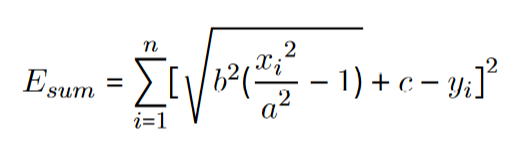 $E_{sum} = \sum_{i=1}^{n} [\sqrt{b^2(\frac{{x_i}^2}{a^2} - 1)} + c - y_i]^2$